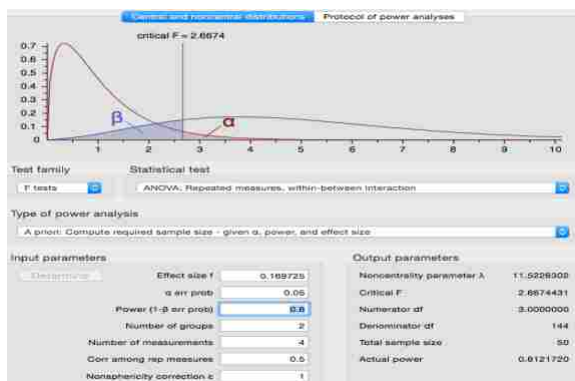 Central and noncentral distributions Protocol of power analyses
critical F = 2.6674
0.7
0.6
0.5
0.4
0.3
0.2
0.1
0
β
α
1 2 3 4 5 6 7 8 9 10
Test family Statistical test
F tests ANOVA: Repeated measures, within-between interaction
Type of power analysis
A priori: Compute required sample size - given α, power, and effect size
Input parameters Output parameters
Determine Effect size f 0.169725 Noncentrality parameter λ 11.5226302
α err prob 0.05 Critical F 2.6674431
Power (1-β err prob) 0.8 Numerator df 3.0000000
Number of groups 2 Denominator df 144
Number of measurements 4 Total sample size 50
Corr among rep measures 0.5 Actual power 0.8121720
Nonsphericity correction ε 1